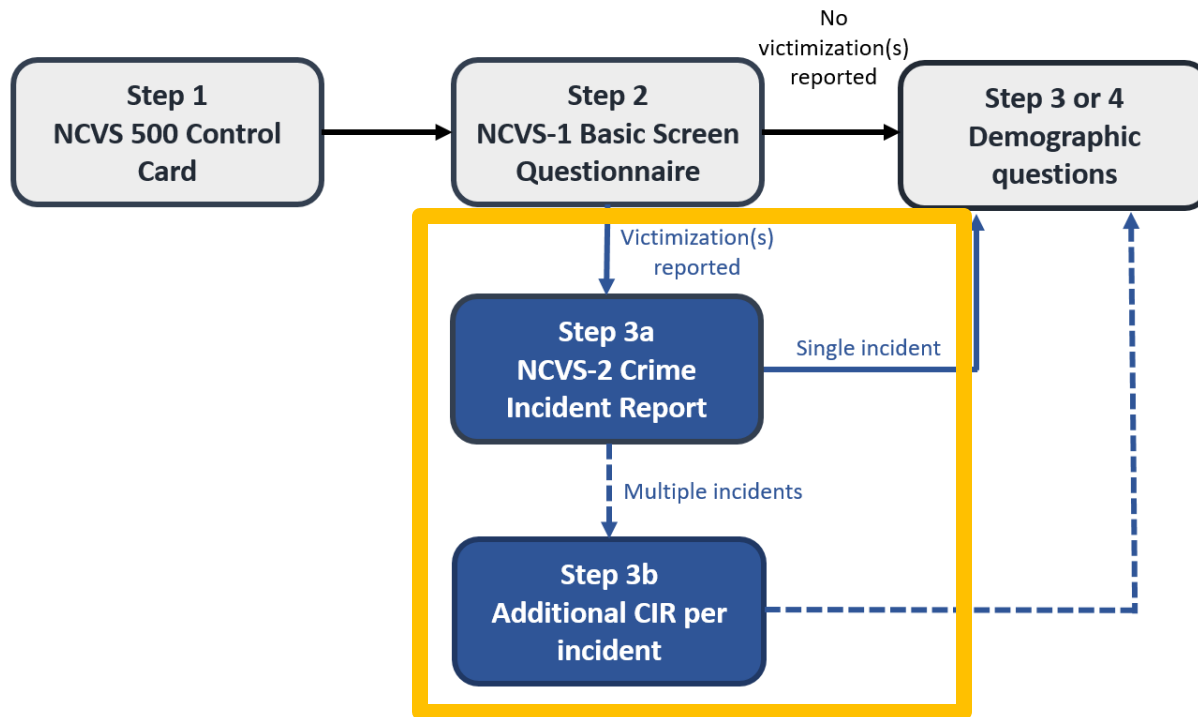 Step 1
NCVS 500 Control
Card
Step 2
NCVS-1 Basic Screen
Questionnaire
No
victimization(s)
reported
Step 3 or 4
Demographic
questions
Victimization(s)
reported
Step 3a
NCVS-2 Crime
Incident Report
Single incident
Multiple incidents
Step 3b
Additional CIR per
incident